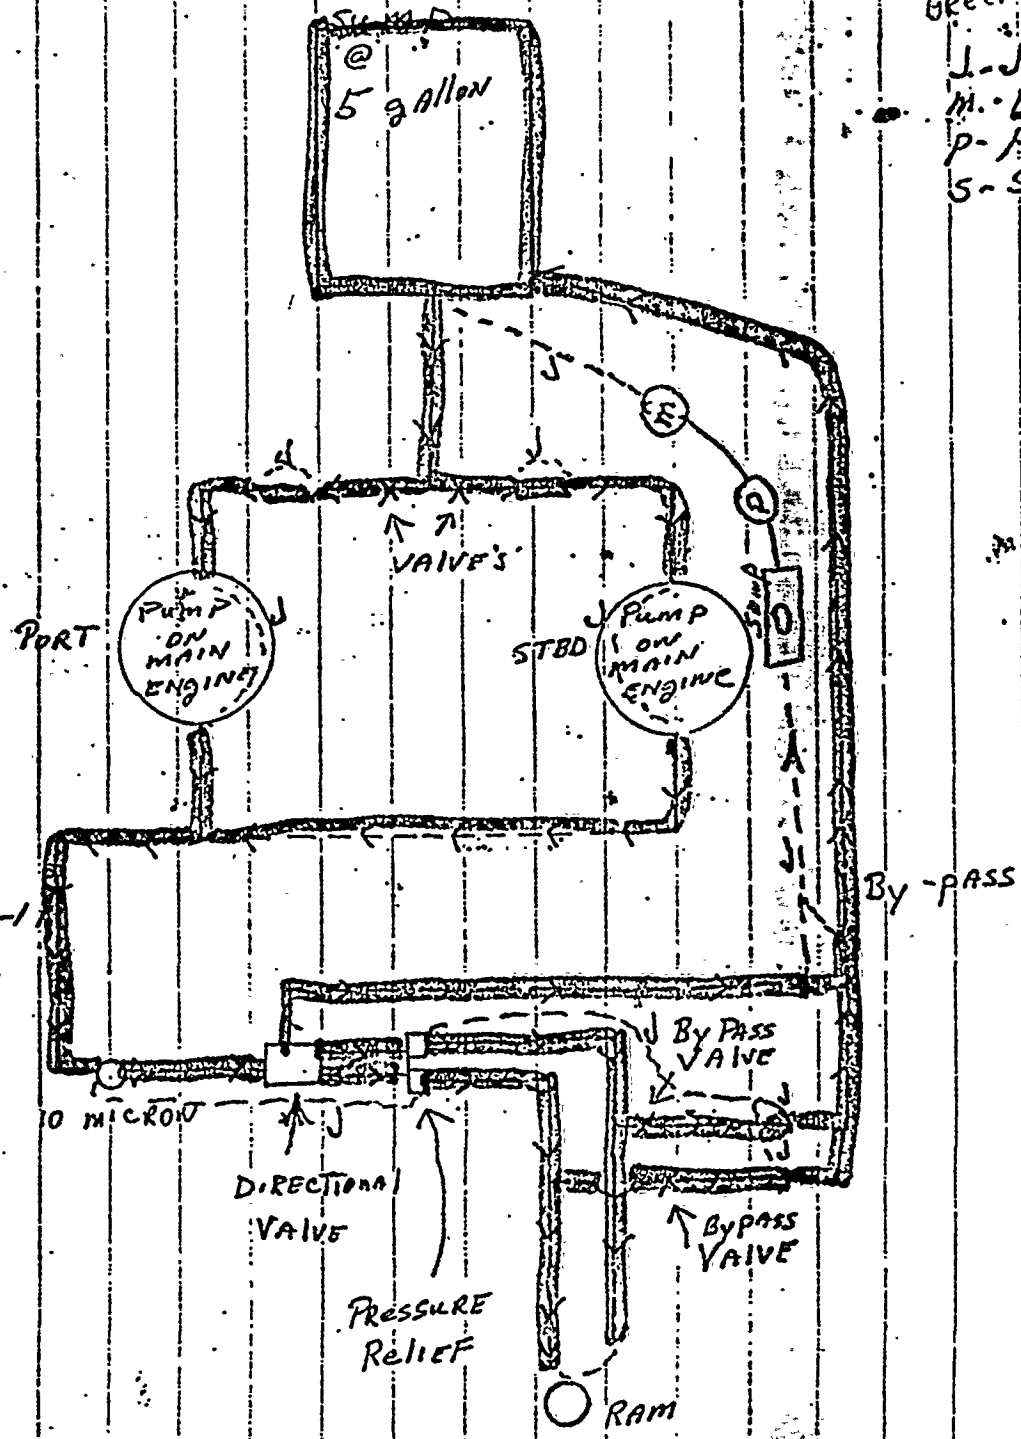 SUMP
@
5 gAllon
J.-
M.-
P-
S-
J
E
J
J
P
VALVE'S
SUMP
PORT
PUMP
ON
MAIN
ENGINE
J
STBD
J
PUMP
ON
MAIN
ENGINE
By-pASS
By PASS
VALVE
J
10 MICRON
J
DIRECTIONAL
VALVE
BypASS
VALVE
PRESSURE
RELIEF
RAM